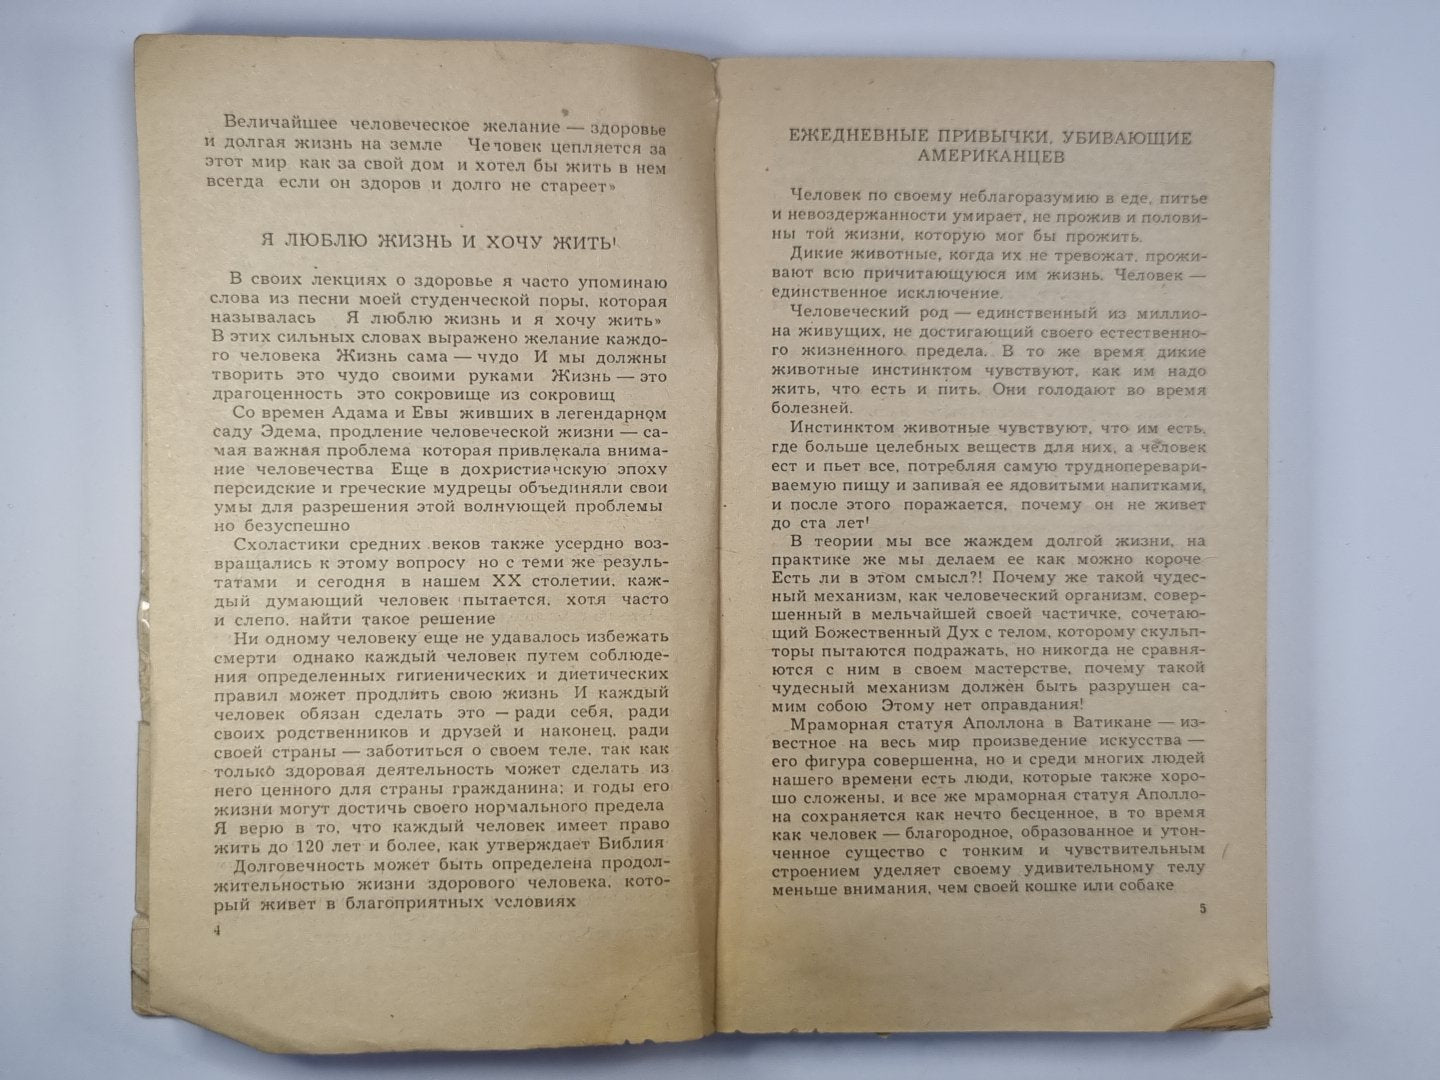 Величайшее человеческое желание — здоровье
и долгая жизнь на земле Человек цепляется за
этот мир как за свой дом и хотел бы жить в нем
всегда если он здоров и долго не стареет»
Я ЛЮБЛЮ ЖИЗНЬ И ХОЧУ ЖИТЬ!
В своих лекциях о здоровье я часто упоминаю
слова из песни моей студенческой поры, которая
называлась Я люблю жизнь и я хочу жить»
В этих сильных словах выражено желание каждо-
го человека Жизнь сама — чудо И мы должны
творить это чудо своими руками Жизнь — это
драгоценность это сокровище из сокровищ
Со времен Адама и Евы живших в легендарном
саду Эдема, продление человеческой жизни — са-
мая важная проблема которая привлекала внима-
ние человечества Еще в дохристианскую эпоху
персидские и греческие мудрецы объединяли свои
умы для разрешения этой волнующей проблемы
но безуспешно
Схоластики средних веков также усердно воз-
вращались к этому вопросу но с теми же резуль-
татами и сегодня в нашем XX столетии, каж-
дый думающий человек пытается, хотя часто
и слепо, найти такое решение
Ни одному человеку еще не удавалось избежать
смерти однако каждый человек путем соблюде-
ния определенных гигиенических и диетических
правил может продлить свою жизнь И каждый
человек обязан сделать это — ради себя, ради
своих родственников и друзей и наконец, ради
своей страны — заботиться о своем теле, так как
только здоровая деятельность может сделать из
него ценного для страны гражданина; и годы его
жизни могут достичь своего нормального предела
Я верю в то, что каждый человек имеет право
жить до 120 лет и более, как утверждает Библия
Долговечность может быть определена продол-
жительностью жизни здорового человека, кото-
рый живет в благоприятных условиях
4
ЕЖЕДНЕВНЫЕ ПРИВЫЧКИ, УБИВАЮЩИЕ
АМЕРИКАНЦЕВ
Человек по своему неблагоразумию в еде, питье
и невоздержанности умирает, не прожив и полови-
ны той жизни, которую мог бы прожить.
Дикие животные, когда их не тревожат, прожи-
вают всю причитающуюся им жизнь. Человек —
единственное исключение.
Человеческий род — единственный из миллио-
на живущих, не достигающий своего естественно-
го жизненного предела. В то же время дикие
животные инстинктом чувствуют, как им надо
жить, что есть и пить. Они голодают во время
болезней.
Инстинктом животные чувствуют, что им есть,
где больше целебных веществ для них, а человек
ест и пьет все, потребляя самую трудноперевари-
ваемую пищу и запивая ее ядовитыми напитками,
и после этого поражается, почему он не живет
до ста лет!
В теории мы все жаждем долгой жизни, на
практике же мы делаем ее как можно короче
Есть ли в этом смысл?! Почему же такой чудес-
ный механизм, как человеческий организм, совер-
шенный в мельчайшей своей частичке, сочетаю-
щий Божественный Дух с телом, которому скульп-
торы пытаются подражать, но никогда не сравня-
ются с ним в своем мастерстве, почему такой
чудесный механизм должен быть разрушен са-
мим собою Этому нет оправдания!
Мраморная статуя Аполлона в Ватикане — из-
вестное на весь мир произведение искусства —
его фигура совершенна, но и среди многих людей
нашего времени есть люди, которые также хоро-
шо сложены, и все же мраморная статуя Аполло-
на сохраняется как нечто бесценное, в то время
как человек — благородное, образованное и утон-
ченное существо с тонким и чувствительным
строением уделяет своему удивительному телу
меньше внимания, чем своей кошке или собаке
5